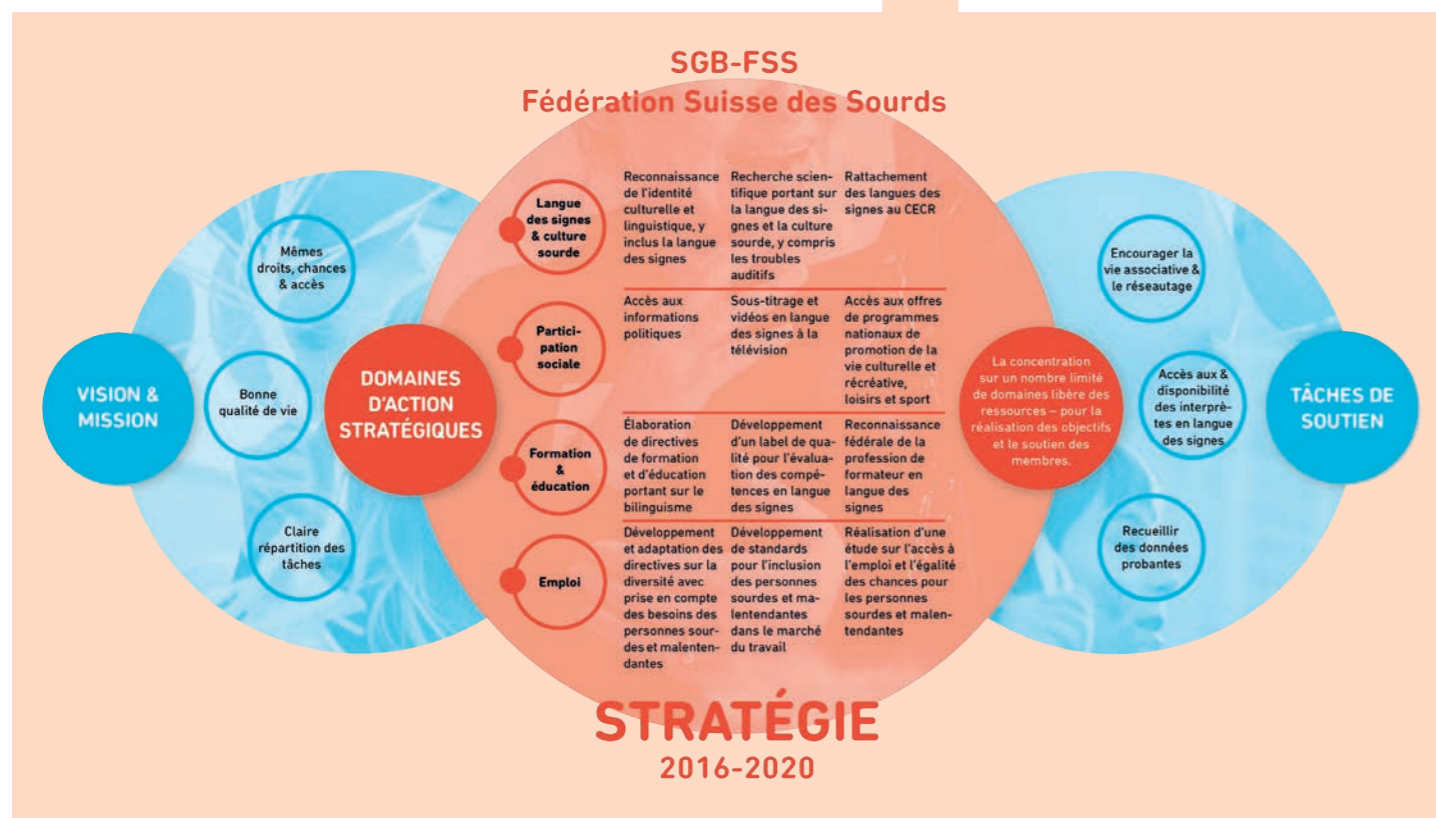 SGB-FSS
Fédération Suisse des Sourds
VISION &
MISSION
Mêmes
droits, chances
& accès
Bonne
qualité de vie
Claire
répartition des
tâches
DOMAINES
D'ACTION
STRATÉGIQUES
Langue
des signes
& culture
sourde
Reconnaissance
de l'identité
culturelle et
linguistique, y
inclus la langue
des signes
Recherche scien-
tifique portant sur
la langue des si-
gnes et la culture
sourde, y compris
les troubles
auditifs
Rattachement
des langues des
signes au CECR
Partici-
pation
sociale
Accès aux
informations
politiques
Sous-titrage et
vidéos en langue
des signes à la
télévision
Accès aux offres
de programmes
nationaux de
promotion de la
vie culturelle et
récréative,
loisirs et sport
Formation
&
éducation
Élaboration
de directives
de formation
et d'éducation
portant sur le
bilinguisme
Développement
d'un label de qua-
lité pour l'évalua-
tion des compé-
tences en langue
des signes
Reconnaissance
fédérale de la
profession de
formateur en
langue des
signes
Emploi
Développement
et adaptation des
directives sur la
diversité avec
prise en compte
des besoins des
personnes sour-
des et malenten-
dantes
Développement
de standards
pour l'inclusion
des personnes
sourdes et ma-
lentendantes
dans le marché
du travail
Réalisation d'une
étude sur l'accès à
l'emploi et l'égalité
des chances pour
les personnes
sourdes et malen-
tendantes
La concentration
sur un nombre limité
de domaines libère des
ressources – pour la
réalisation des objectifs
et le soutien des
membres.
Encourager la
vie associative &
le réseautage
Accès aux &
disponibilité
des interprè-
tes en langue
des signes
Recueillir
des données
probantes
TÂCHES DE
SOUTIEN
STRATÉGIE
2016-2020